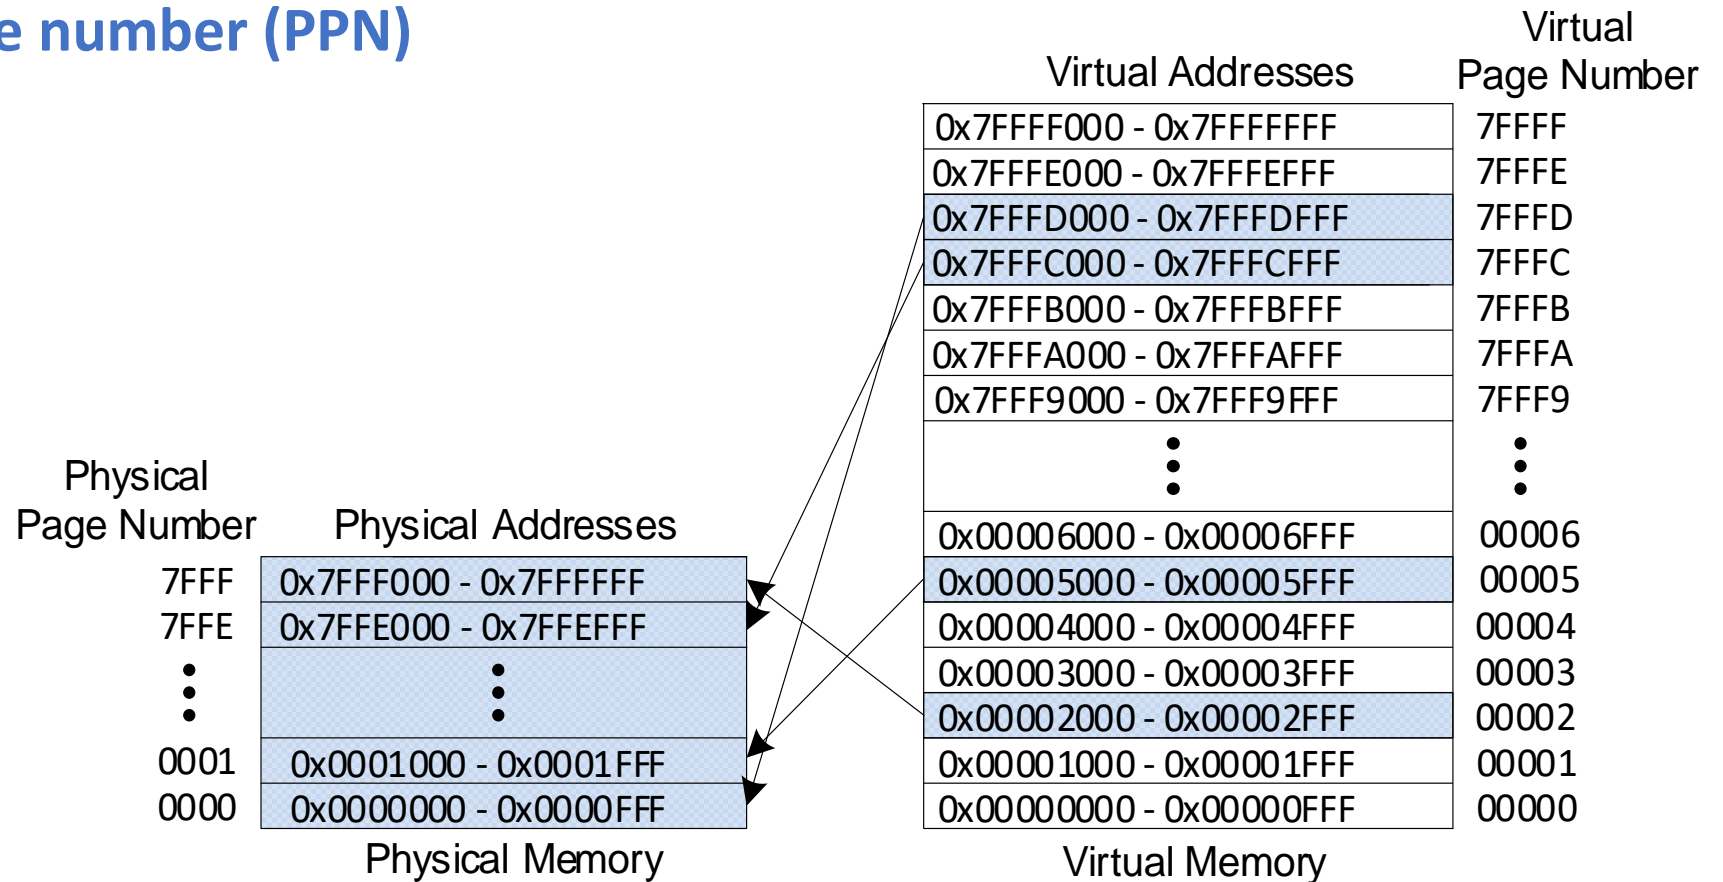 e number (PPN)
Virtual
Page Number
Virtual Addresses
0x7FFFF000 - 0x7FFFFFFF 7FFFF
0x7FFFE000 - 0x7FFFEFFF 7FFFE
0x7FFFD000 - 0x7FFFDFFF 7FFFD
0x7FFFC000 - 0x7FFFCFFF 7FFFC
0x7FFFB000 - 0x7FFFBFFF 7FFFB
0x7FFFA000 - 0x7FFFAFFF 7FFFA
0x7FFF9000 - 0x7FFF9FFF 7FFF9
0x00006000 - 0x00006FFF 00006
0x00005000 - 0x00005FFF 00005
0x00004000 - 0x00004FFF 00004
0x00003000 - 0x00003FFF 00003
0x00002000 - 0x00002FFF 00002
0x00001000 - 0x00001FFF 00001
0x00000000 - 0x00000FFF 00000
Virtual Memory
Physical
Page Number
Physical Addresses
7FFF 0x7FFF000 - 0x7FFFFFF
7FFE 0x7FFE000 - 0x7FFEFFF
0001 0x0001000 - 0x0001FFF
0000 0x0000000 - 0x0000FFF
Physical Memory